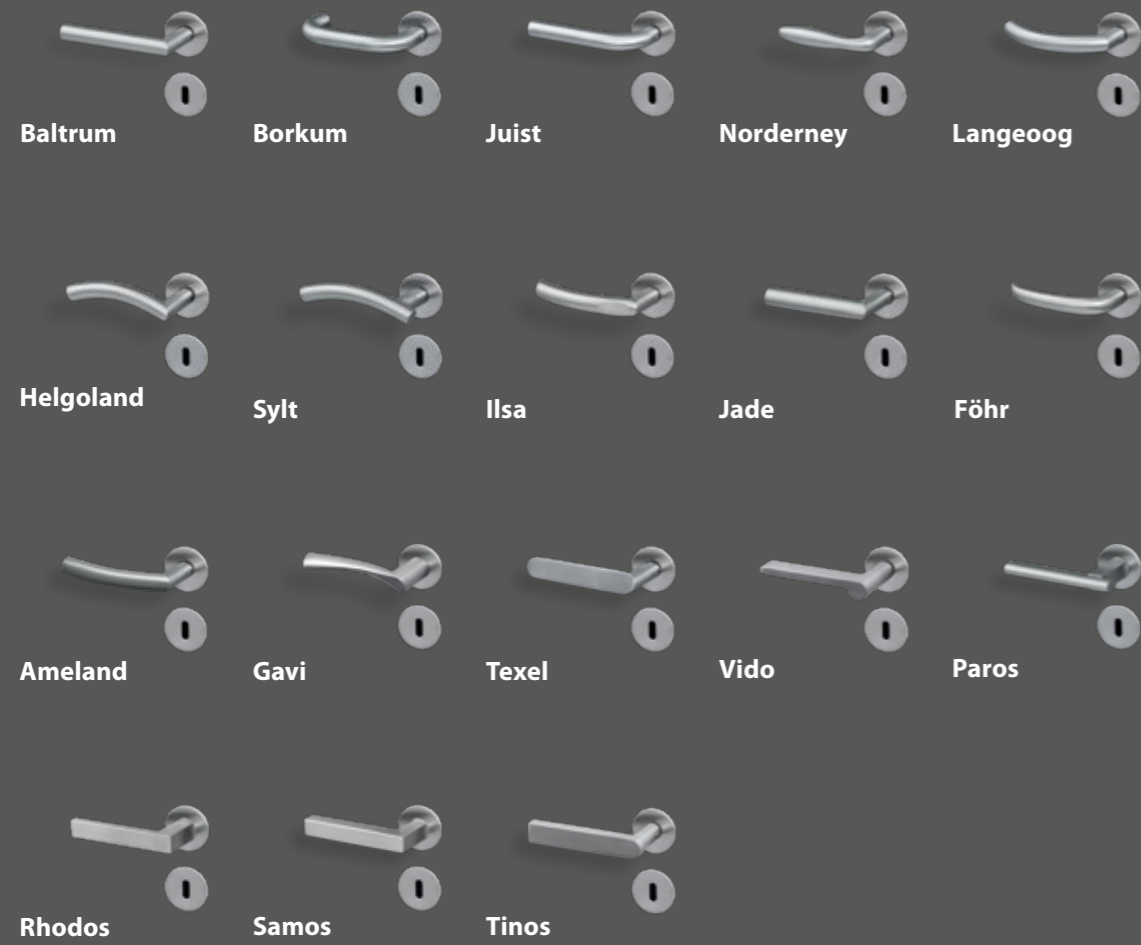 Baltrum
Borkum
Juist
Norderney
Langeoog
Helgoland
Sylt
Ilsa
Jade
Föhr
Ameland
Gavi
Texel
Vido
Paros
Rhodos
Samos
Tinos